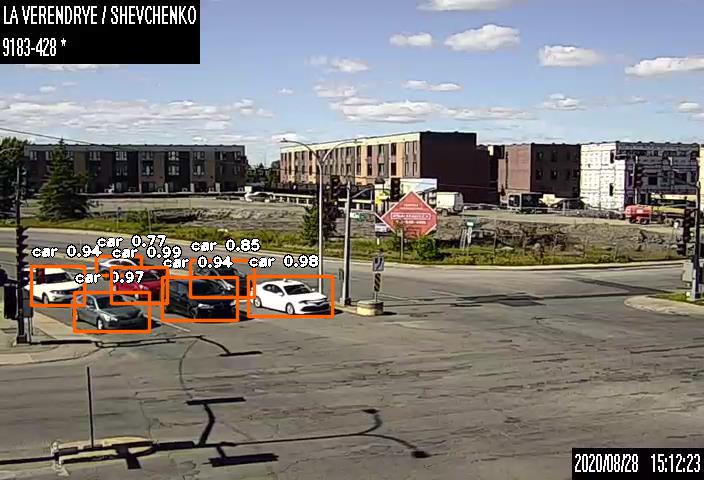 LA VERENDRYE / SHEVCHENKO
9183-428 *
car 0.77
car 0.94
car 0.99
car 0.85
car 0.94
car 0.98
car 0.97
2020/08/28 15:12:23